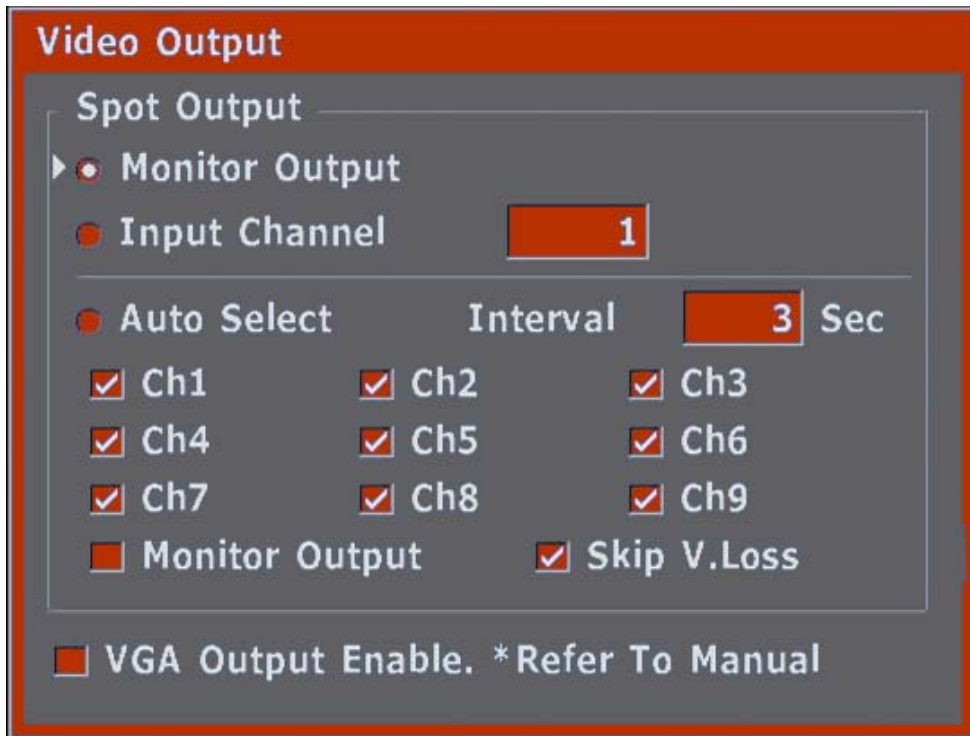 Video Output
Spot Output
Monitor Output
Input Channel 1
Auto Select Interval 3 Sec
Ch1 Ch2 Ch3
Ch4 Ch5 Ch6
Ch7 Ch8 Ch9
Monitor Output Skip V.Loss
VGA Output Enable. *Refer To Manual